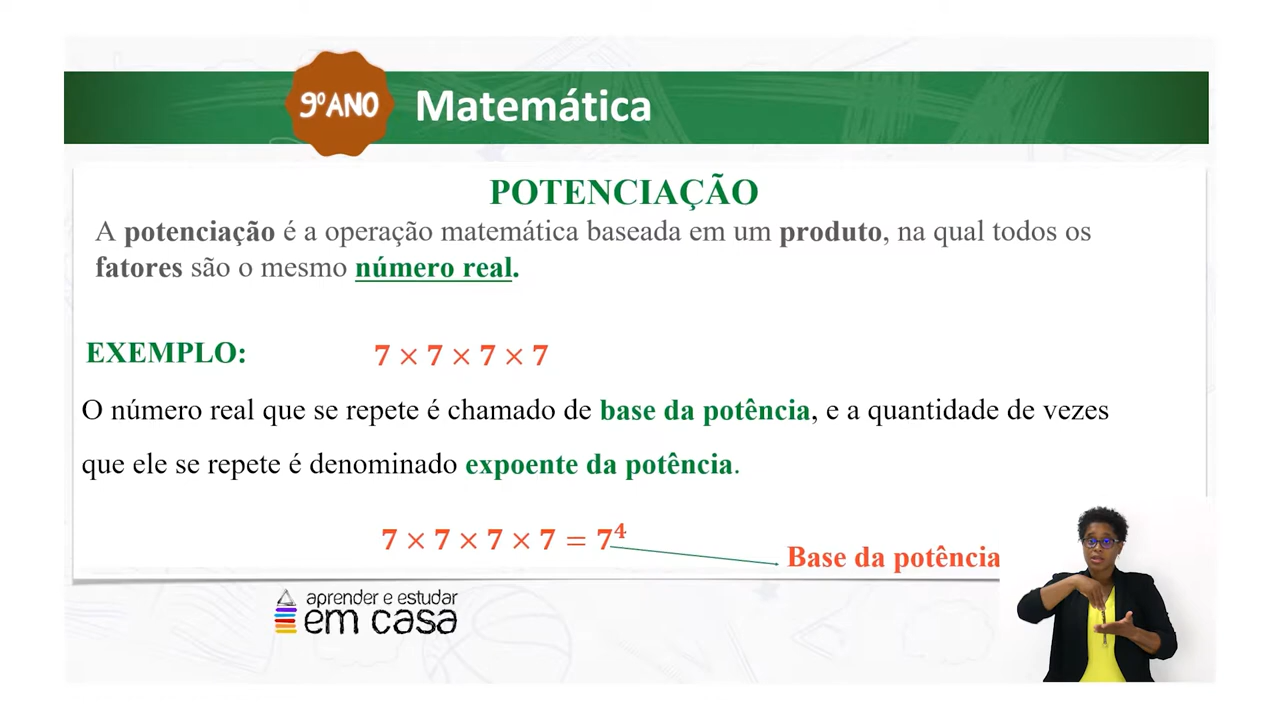 9º ANO
Matemática
POTENCIAÇÃO
A potenciação é a operação matemática baseada em um produto, na qual todos os
fatores são o mesmo número real.
EXEMPLO: 7 × 7 × 7 × 7
O número real que se repete é chamado de base da potência, e a quantidade de vezes
que ele se repete é denominado expoente da potência.
7 × 7 × 7 × 7 = 7⁴
Base da potência
aprender e estudar
em casa